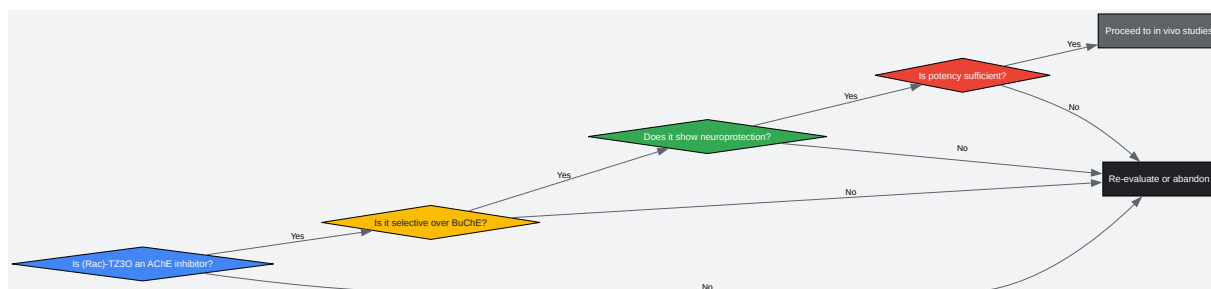 Proceed to in vivo studies
Yes
Is potency sufficient?
Yes
No
Does it show neuroprotection?
No
Yes
Re-evaluate or abandon
No
Is it selective over BuChE?
Yes
Is (Rac)-TZ3O an AChE inhibitor?
No